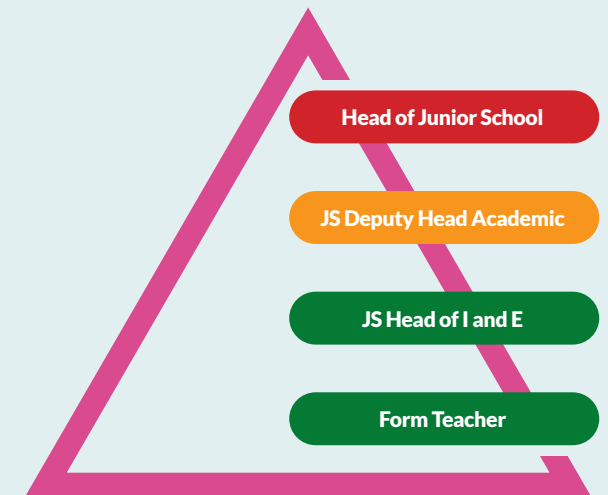 Head of Junior School
JS Deputy Head Academic
JS Head of I and E
Form Teacher